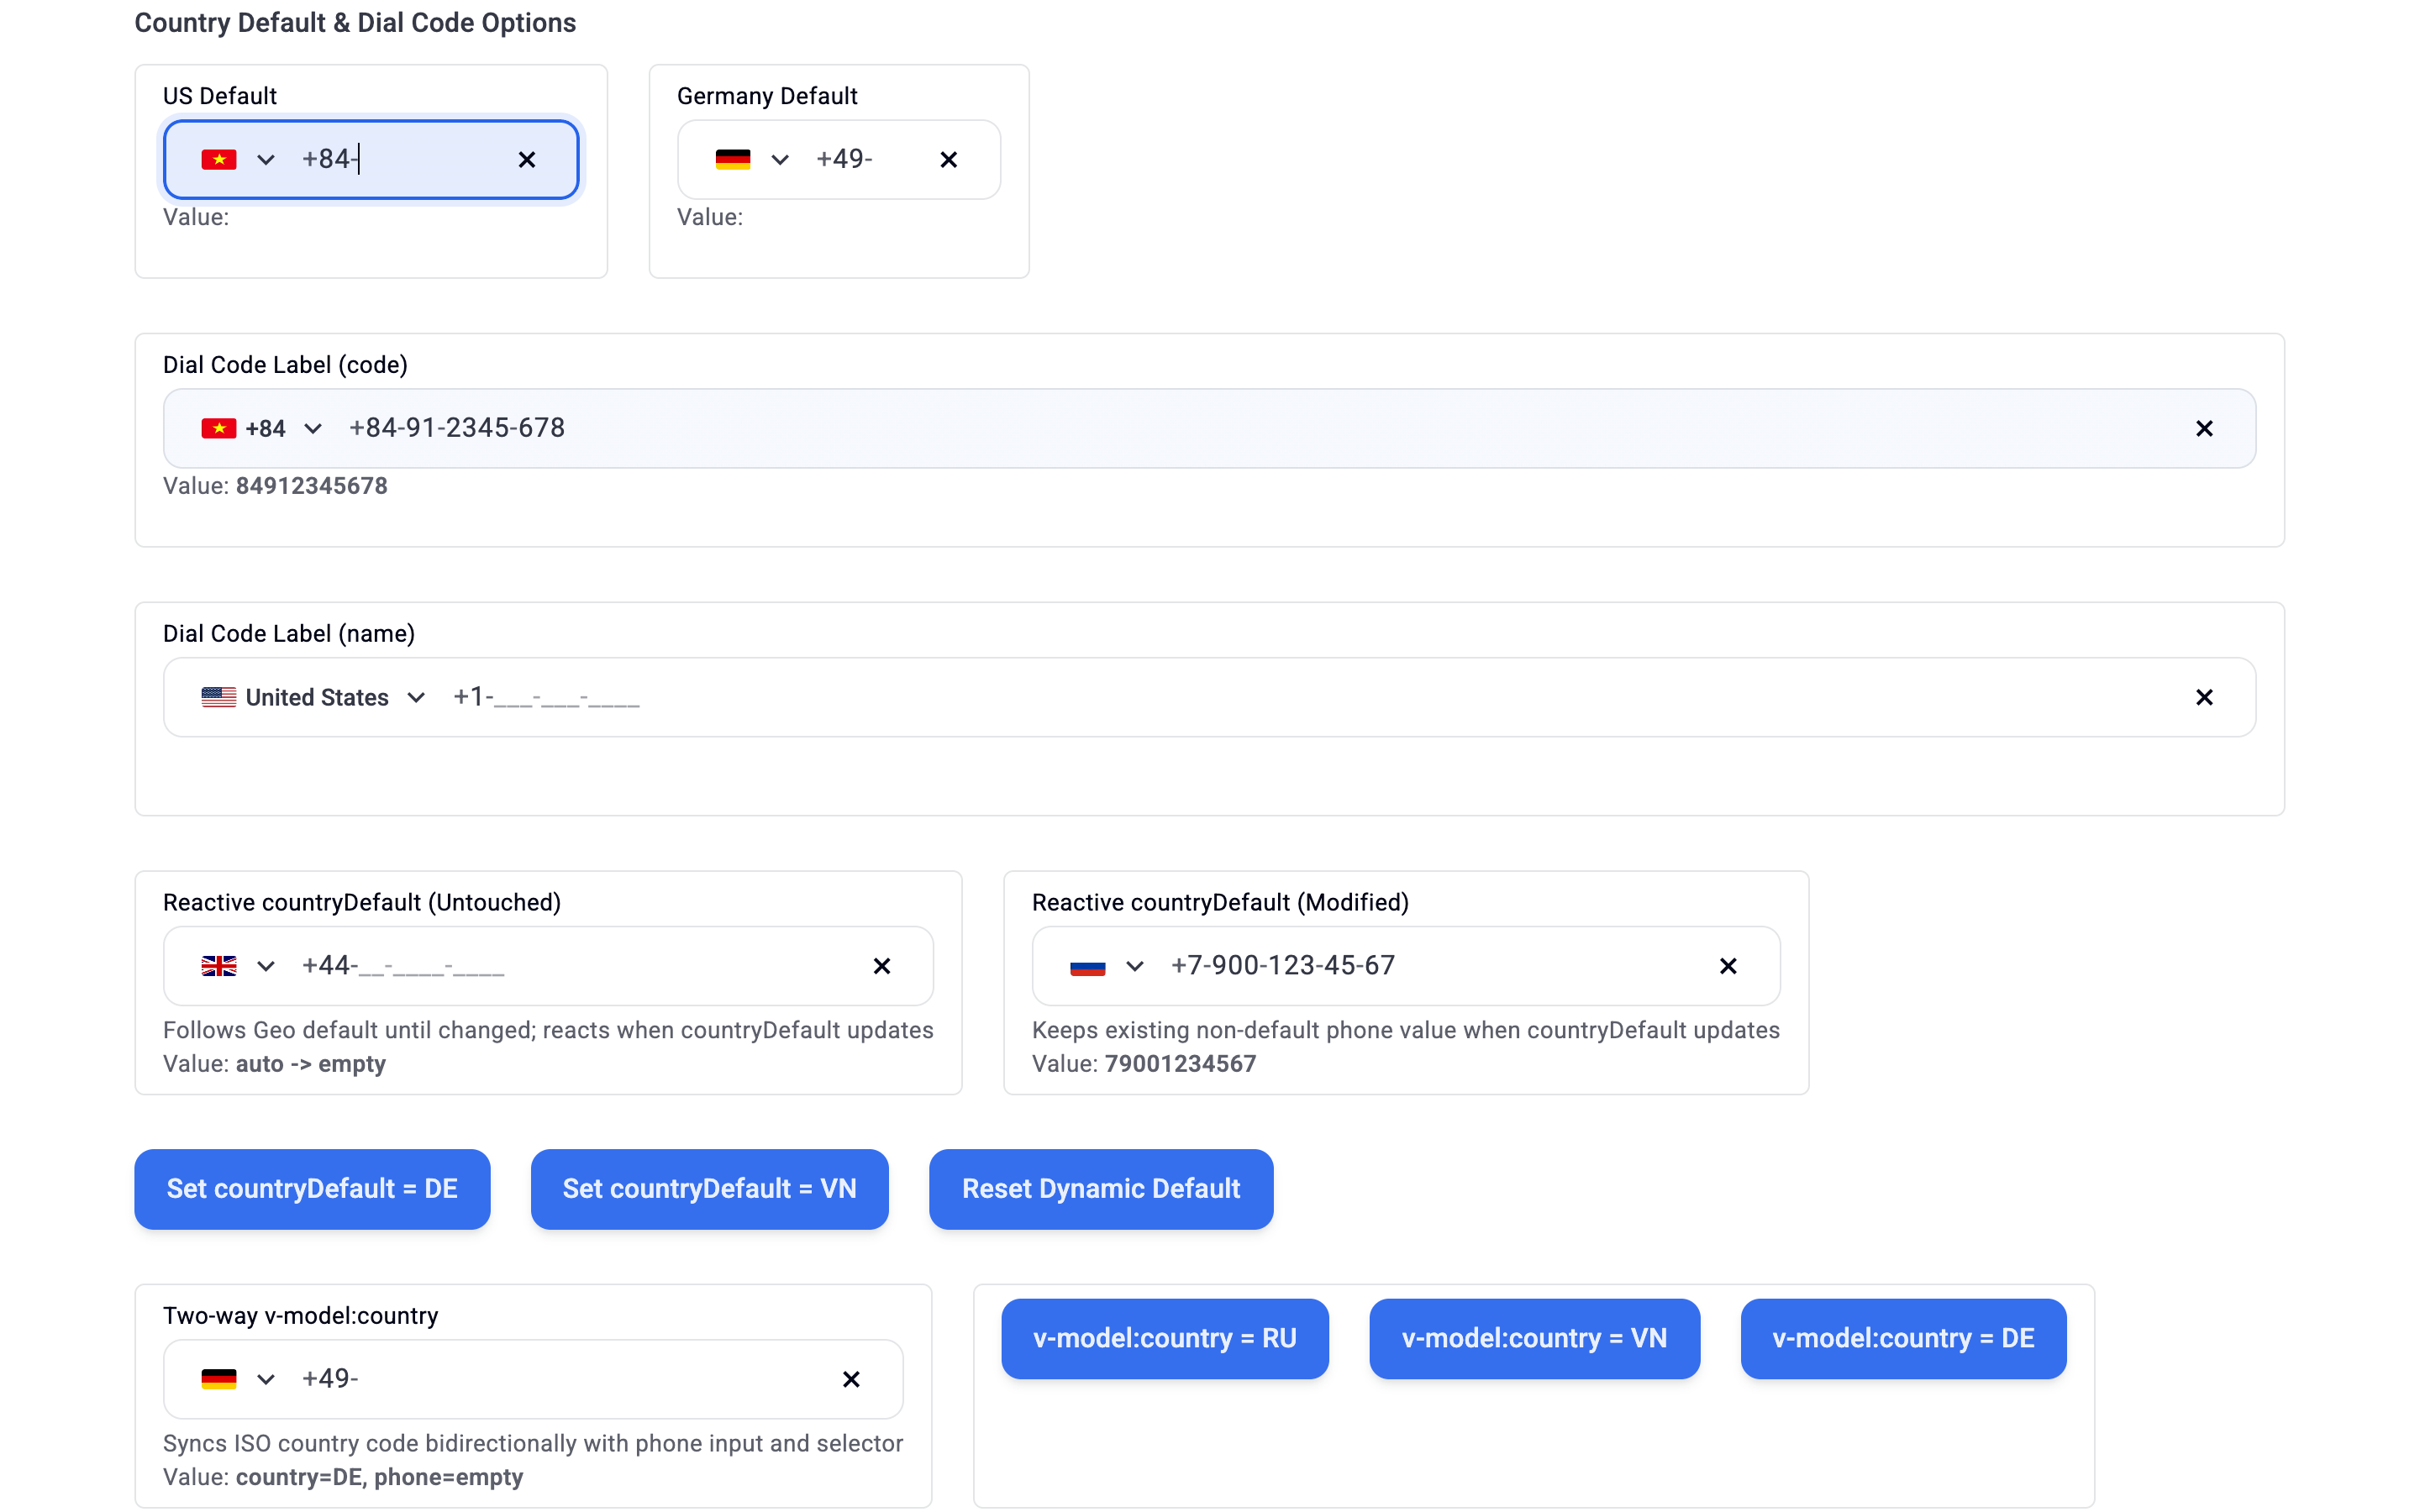 Country Default & Dial Code Options
US Default
+84-
Value:
Germany Default
+49-
Value:
Dial Code Label (code)
+84 +84-91-2345-678
Value: 84912345678
Dial Code Label (name)
United States +1-___-___-____
Reactive countryDefault (Untouched)
+44-__-____-____
Follows Geo default until changed; reacts when countryDefault updates
Value: auto -> empty
Reactive countryDefault (Modified)
+7-900-123-45-67
Keeps existing non-default phone value when countryDefault updates
Value: 79001234567
Set countryDefault = DE
Set countryDefault = VN
Reset Dynamic Default
Two-way v-model:country
+49-
Syncs ISO country code bidirectionally with phone input and selector
Value: country=DE, phone=empty
v-model:country = RU
v-model:country = VN
v-model:country = DE